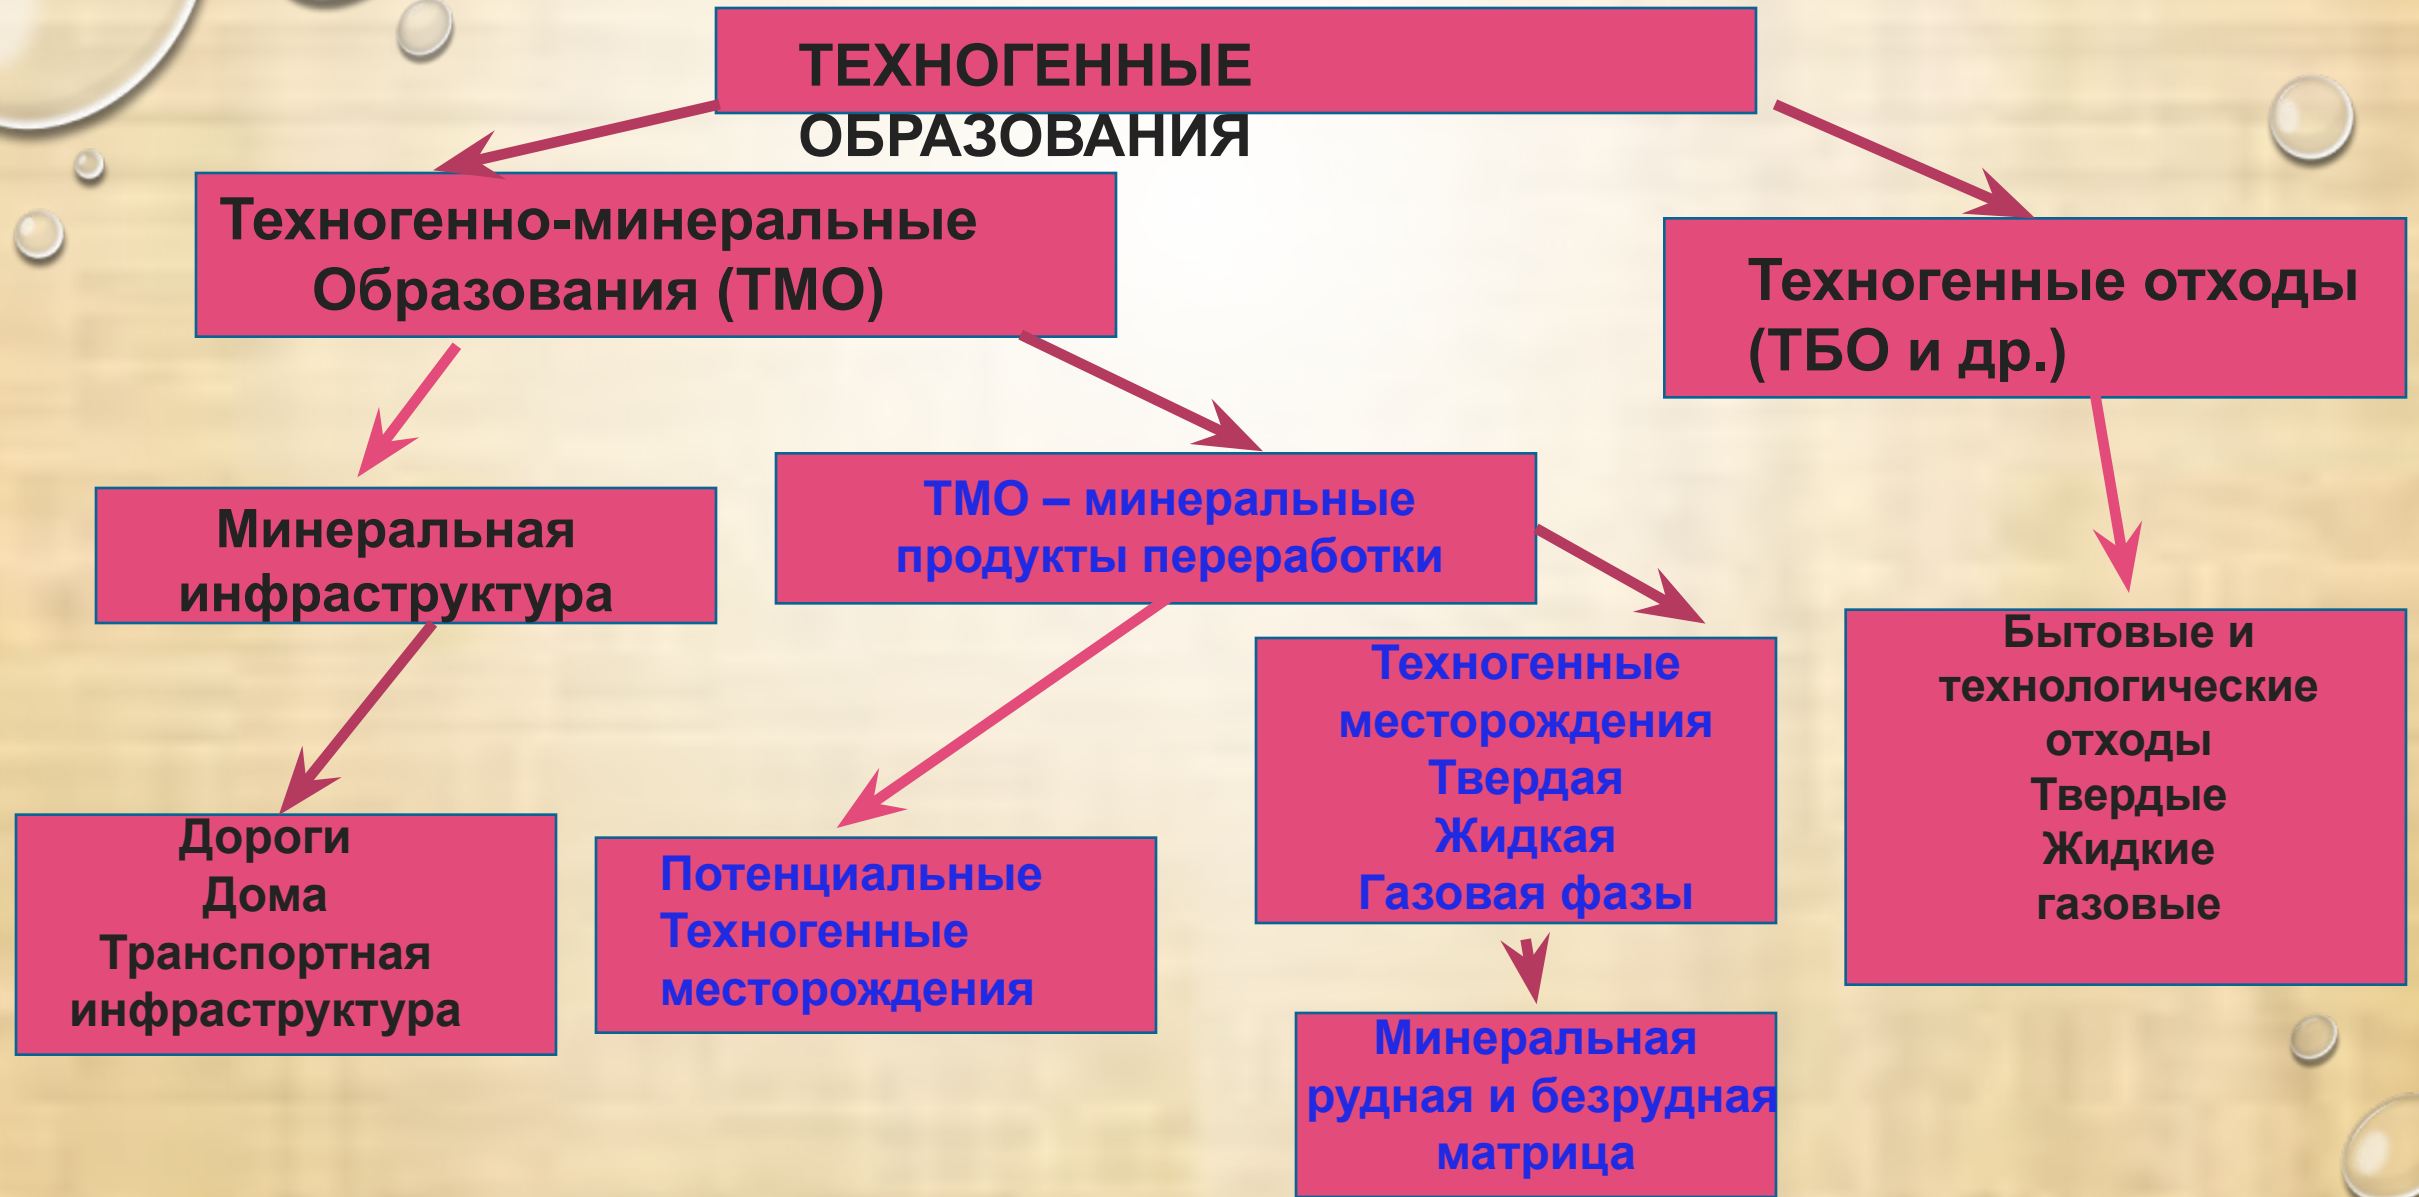 ТЕХНОГЕННЫЕ
ОБРАЗОВАНИЯ
Техногенно-минеральные
Образования (ТМО)
Техногенные отходы
(ТБО и др.)
Минеральная
инфраструктура
ТМО – минеральные
продукты переработки
Дороги
Дома
Транспортная
инфраструктура
Потенциальные
Техногенные
месторождения
Техногенные
месторождения
Твердая
Жидкая
Газовая фазы
Минеральная
рудная и безрудная
матрица
Бытовые и
технологические
отходы
Твердые
Жидкие
газовые